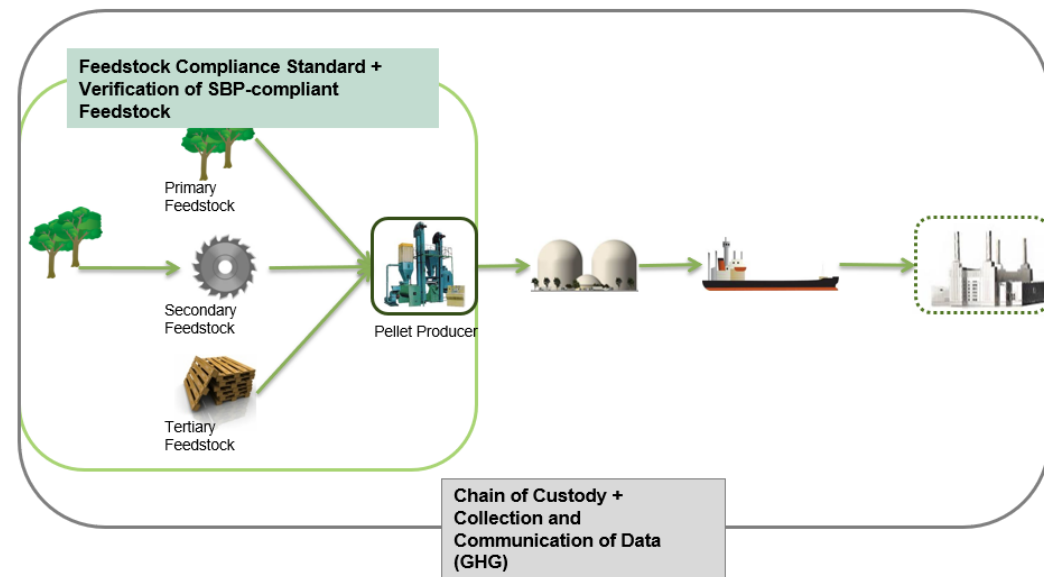 Feedstock Compliance Standard +
Verification of SBP-compliant
Feedstock
Primary
Feedstock
Secondary
Feedstock
Pellet Producer
Tertiary
Feedstock
Chain of Custody +
Collection and
Communication of Data
(GHG)